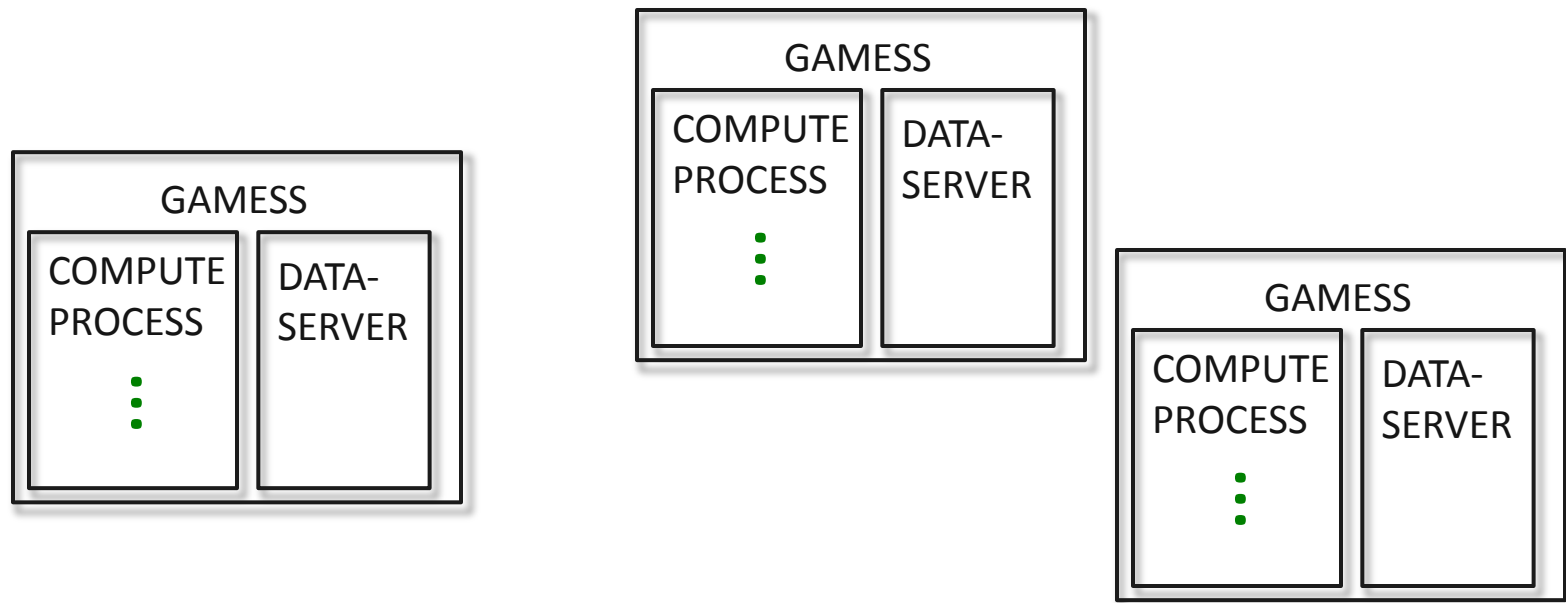 GAMESS
COMPUTE
PROCESS
DATA-
SERVER
GAMESS
COMPUTE
PROCESS
DATA-
SERVER
GAMESS
COMPUTE
PROCESS
DATA-
SERVER